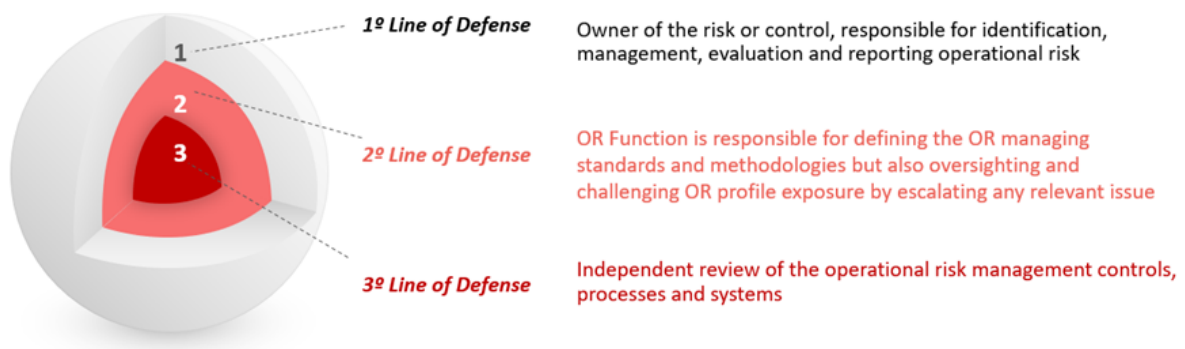 1
2
3
1º Line of Defense
Owner of the risk or control, responsible for identification,
management, evaluation and reporting operational risk
2º Line of Defense
OR Function is responsible for defining the OR managing
standards and methodologies but also oversighting and
challenging OR profile exposure by escalating any relevant issue
3º Line of Defense
Independent review of the operational risk management controls,
processes and systems